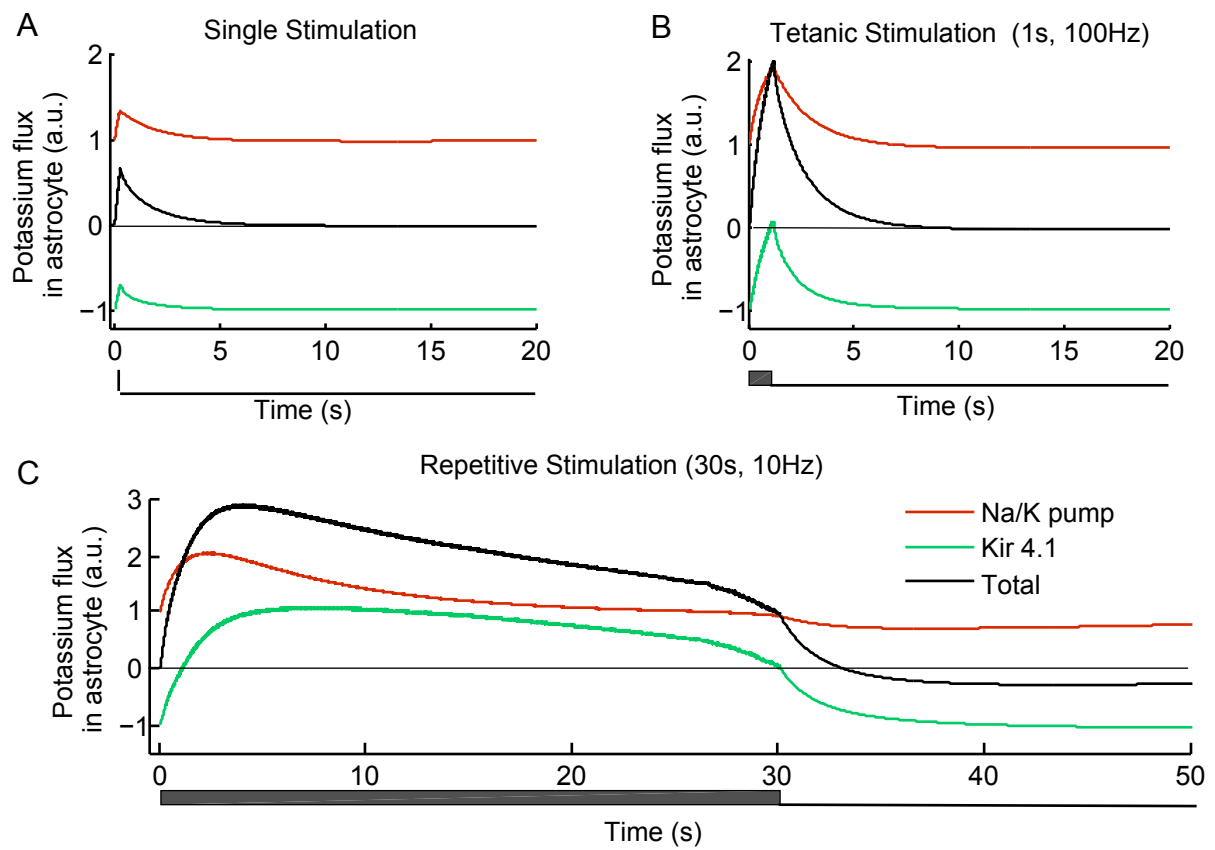 A
Single Stimulation
Potassium flux
in astrocyte (a.u.)
2
1
0
−1
0 5 10 15 20
Time (s)
B
Tetanic Stimulation (1s, 100Hz)
Potassium flux
in astrocyte (a.u.)
2
1
0
−1
0 5 10 15 20
Time (s)
C
Repetitive Stimulation (30s, 10Hz)
Potassium flux
in astrocyte (a.u.)
3
2
1
0
−1
Na/K pump
Kir 4.1
Total
0 10 20 30 40 50
Time (s)